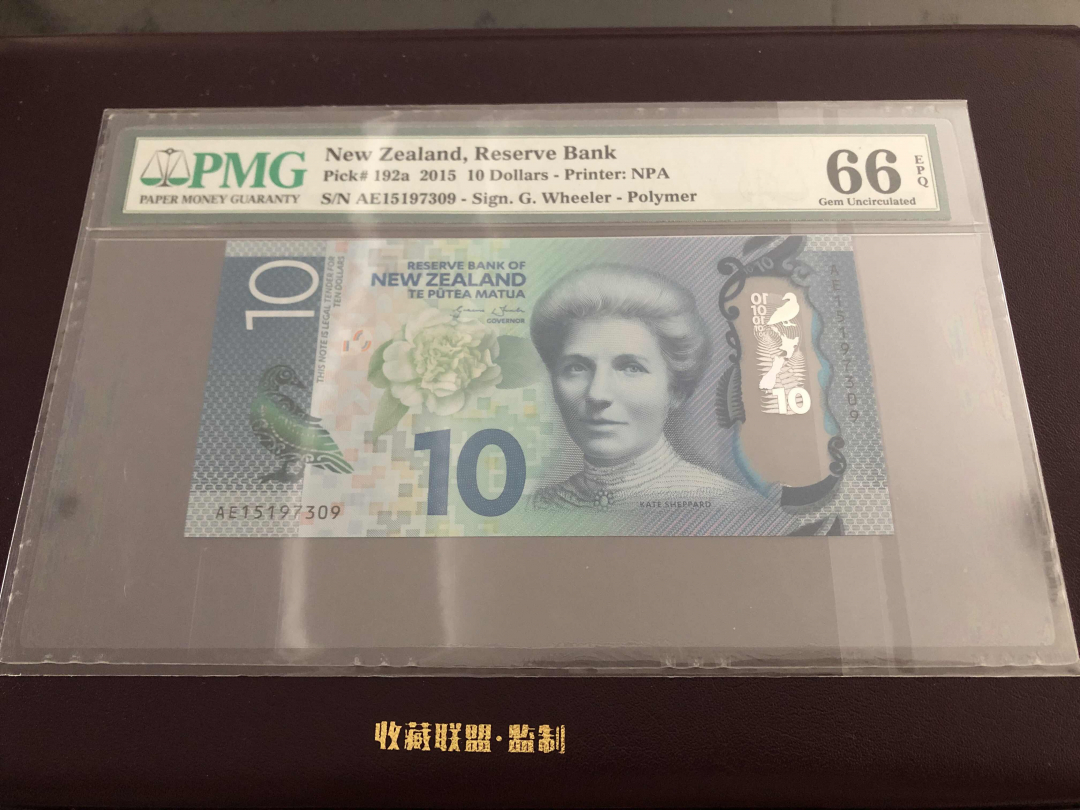 PMG
PAPER MONEY GUARANTY
New Zealand, Reserve Bank
Pick# 192a 2015 10 Dollars - Printer: NPA
S/N AE15197309 - Sign. G. Wheeler - Polymer
66
EPQ
Gem Uncirculated
10
THIS NOTE IS LEGAL TENDER FOR
TEN DOLLARS
RESERVE BANK OF
NEW ZEALAND
TE PŪTEA MATUA
GOVERNOR
10
KATE SHEPPARD
AE15197309
10
10
AE15197309
收藏联盟·监制